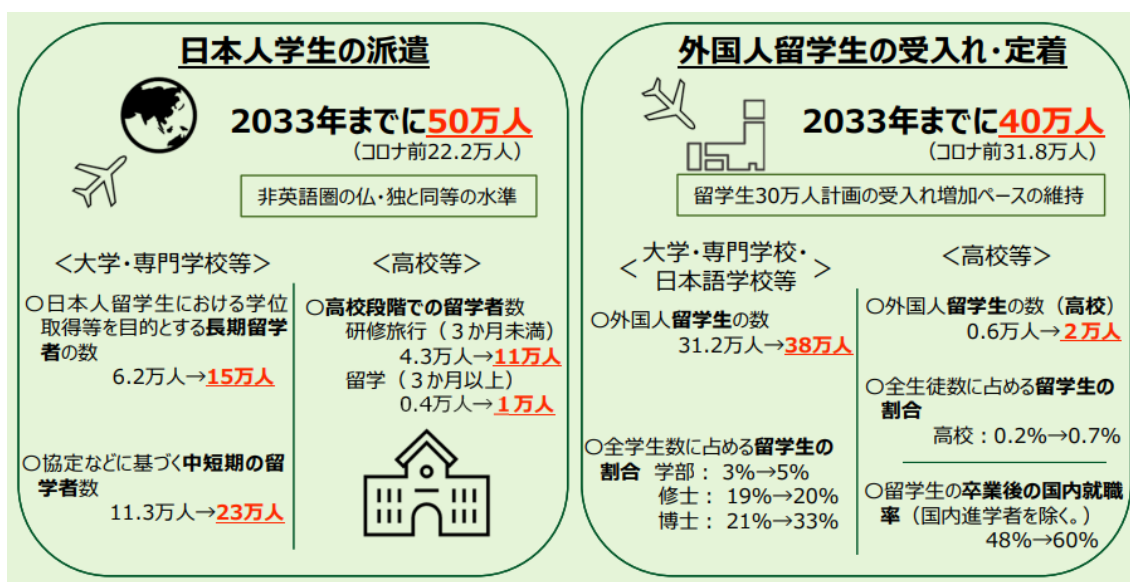 日本人学生の派遣
2033年までに50万人
(コロナ前22.2万人)
非英語圏の仏・独と同等の水準
<大学・専門学校等>
○日本人留学生における学位
取得等を目的とする長期留学
者の数
6.2万人→15万人
○協定などに基づく中短期の留
学者数
11.3万人→23万人
<高校等>
○高校段階での留学者数
研修旅行(3か月未満)
4.3万人→11万人
留学(3か月以上)
0.4万人→1万人
外国人留学生の受入れ・定着
2033年までに40万人
(コロナ前31.8万人)
留学生30万人計画の受入れ増加ペースの維持
<大学・専門学校・
日本語学校等>
○外国人留学生の数
31.2万人→38万人
○全学生数に占める留学生の
割合 学部: 3%→5%
修士: 19%→20%
博士: 21%→33%
<高校等>
○外国人留学生の数(高校)
0.6万人→2万人
○全生徒数に占める留学生の
割合
高校:0.2%→0.7%
○留学生の卒業後の国内就職
率(国内進学者を除く。)
48%→60%